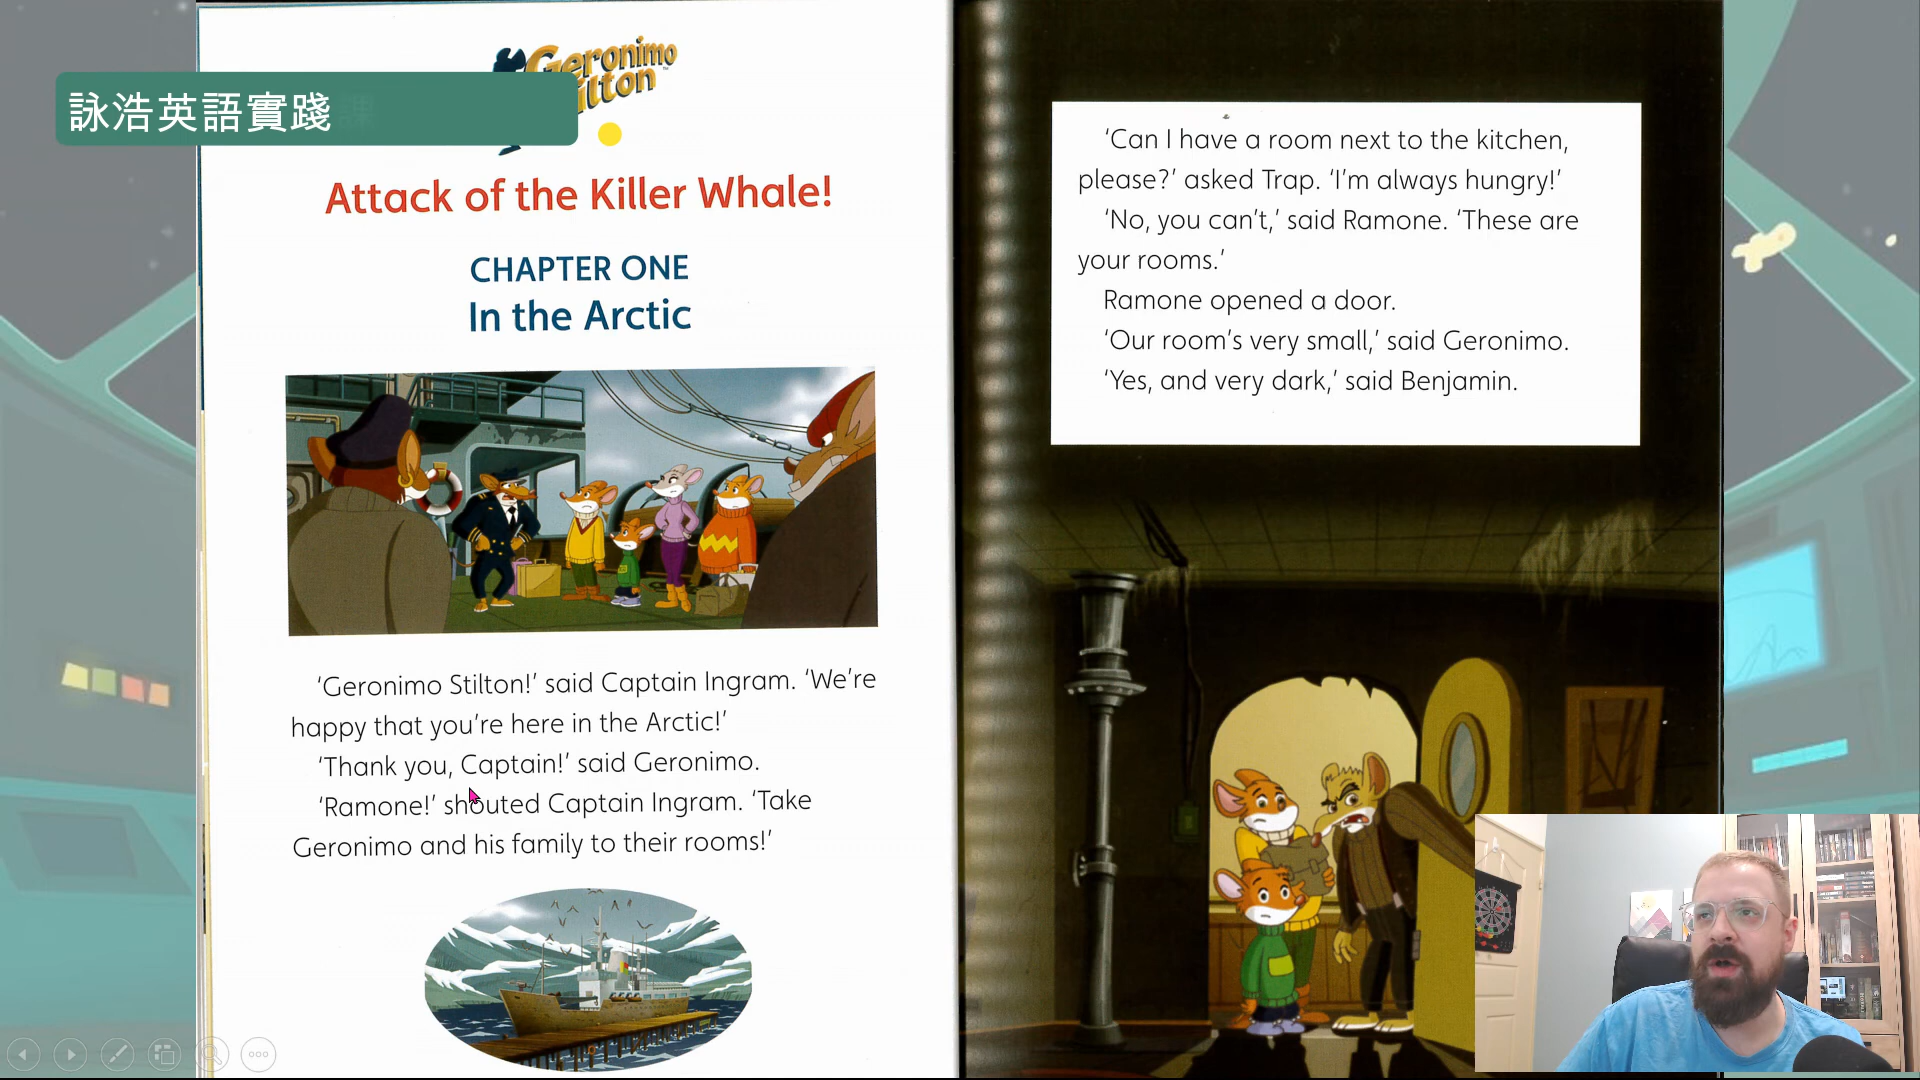 Geronimo
Stilton
詠浩英語實踐
Attack of the Killer Whale!
CHAPTER ONE
In the Arctic
‘Geronimo Stilton!’ said Captain Ingram. ‘We’re
happy that you’re here in the Arctic!’
‘Thank you, Captain!’ said Geronimo.
‘Ramone!’ shouted Captain Ingram. ‘Take
Geronimo and his family to their rooms!’
‘Can I have a room next to the kitchen,
please?’ asked Trap. ‘I’m always hungry!’
‘No, you can’t,’ said Ramone. ‘These are
your rooms.’
Ramone opened a door.
‘Our room’s very small,’ said Geronimo.
‘Yes, and very dark,’ said Benjamin.